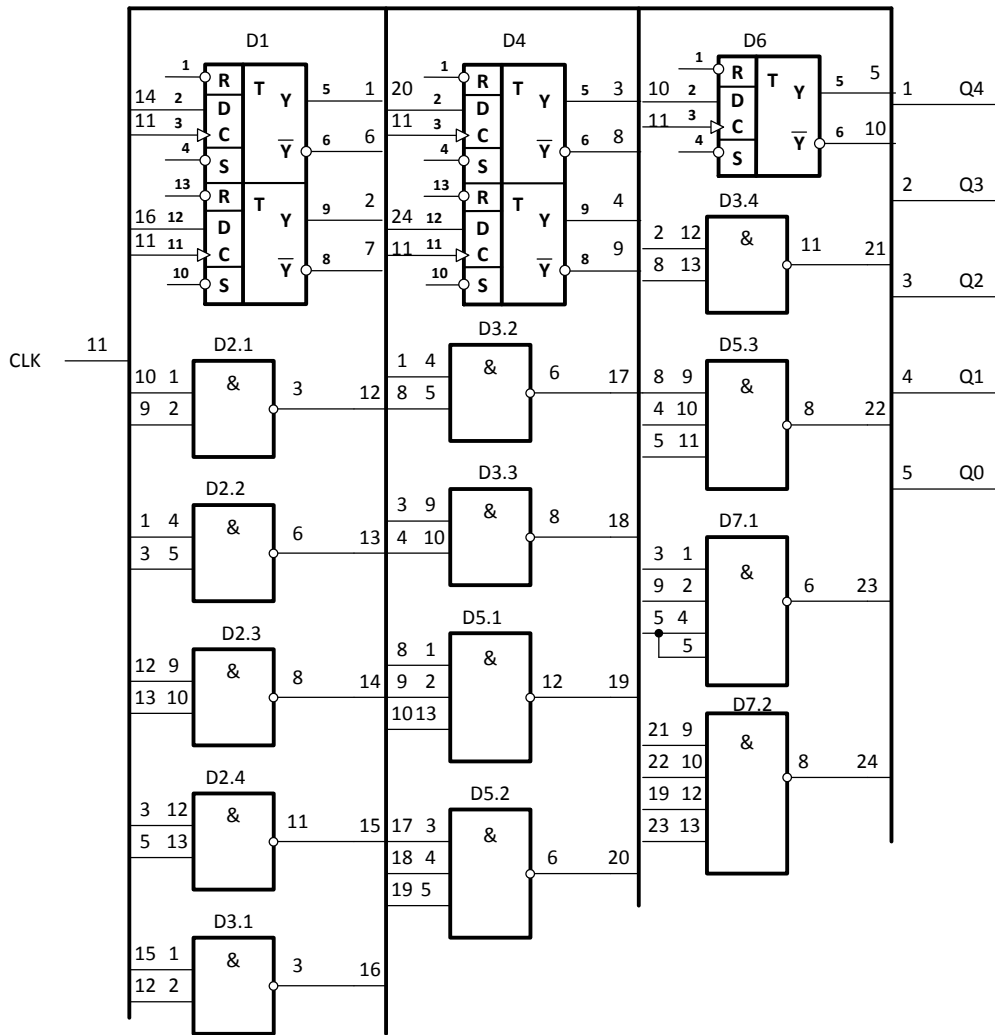 D1 D4 D6
1 R T Y 5 1
14 2 D
11 3 C Y 6 6
4 S
13 R T Y 9 2
16 12 D
11 11 C Y 8 7
10 S
1 R T Y 5 3
20 2 D
11 3 C Y 6 8
4 S
13 R T Y 9 4
24 12 D
11 11 C Y 8 9
10 S
1 R T Y 5 5
10 2 D
11 3 C Y 6 10
4 S
1 Q4
2 Q3
3 Q2
4 Q1
5 Q0
CLK 11
D2.1
10 1 & 3 12
9 2
D2.2
1 4 & 6 13
3 5
D2.3
12 9 & 8 14
13 10
D2.4
3 12 & 11 15
5 13
D3.1
15 1 & 3 16
12 2
D3.2
1 4 & 6 17
8 5
D3.3
3 9 & 8 18
4 10
D5.1
8 1 & 12 19
9 2
10 13
D5.2
17 3 & 6 20
18 4
19 5
D3.4
2 12 & 11 21
8 13
D5.3
8 9 & 8 22
4 10
5 11
D7.1
3 1 & 6 23
9 2
5 4
5
D7.2
21 9 & 8 24
22 10
19 12
23 13